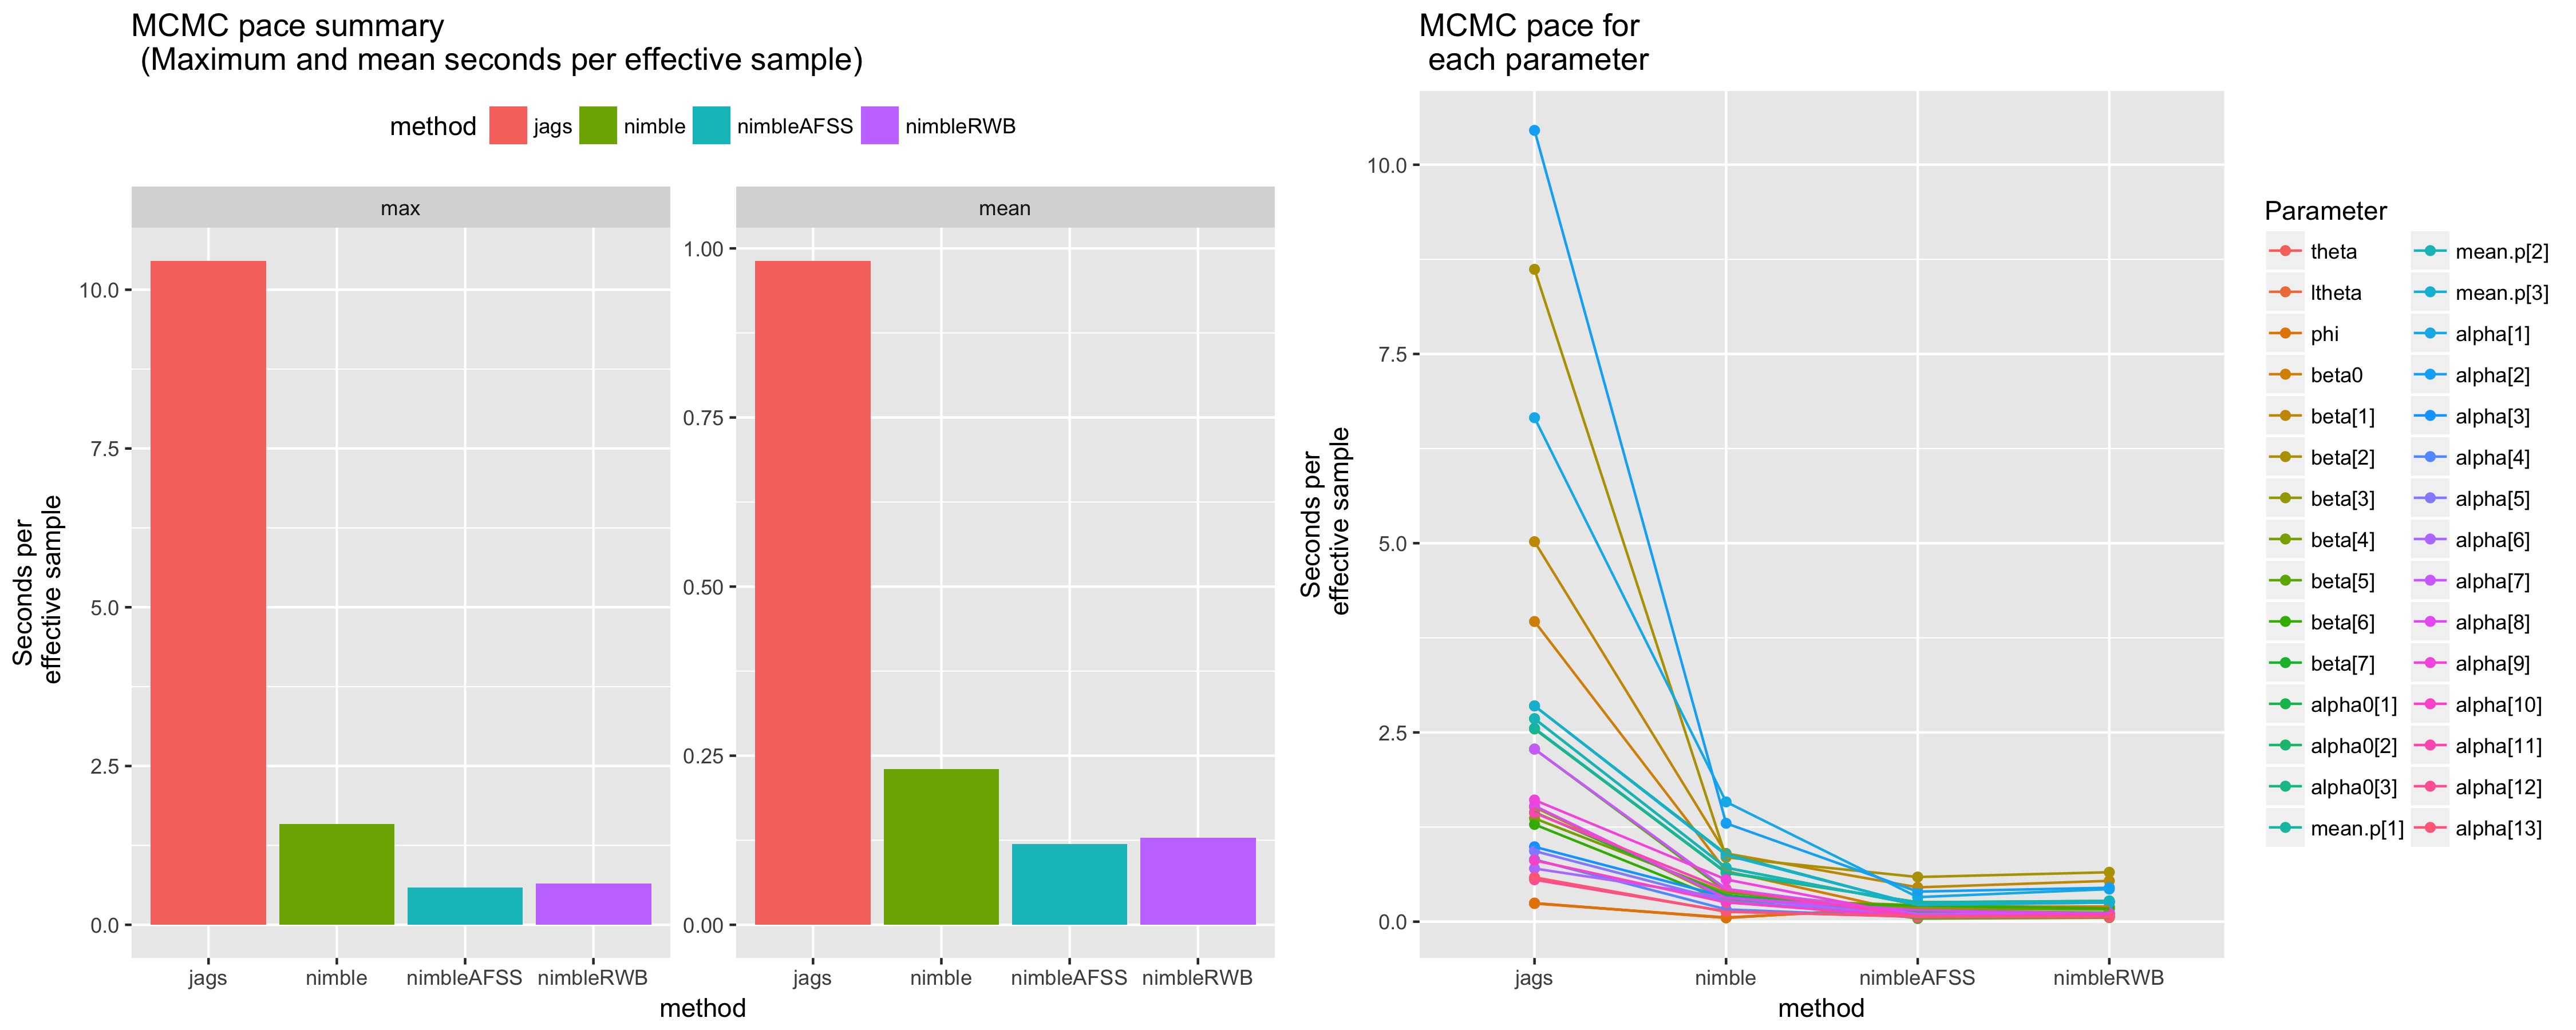 MCMC pace summary
(Maximum and mean seconds per effective sample)
method jags nimble nimbleAFSS nimbleRWB
max
mean
Seconds per
effective sample
10.0
7.5
5.0
2.5
0.0
1.00
0.75
0.50
0.25
0.00
jags nimble nimbleAFSS nimbleRWB
jags nimble nimbleAFSS nimbleRWB
method
MCMC pace for
each parameter
Seconds per
effective sample
10.0
7.5
5.0
2.5
0.0
jags nimble nimbleAFSS nimbleRWB
method
Parameter
theta
ltheta
phi
beta0
beta[1]
beta[2]
beta[3]
beta[4]
beta[5]
beta[6]
beta[7]
alpha0[1]
alpha0[2]
alpha0[3]
mean.p[1]
mean.p[2]
mean.p[3]
alpha[1]
alpha[2]
alpha[3]
alpha[4]
alpha[5]
alpha[6]
alpha[7]
alpha[8]
alpha[9]
alpha[10]
alpha[11]
alpha[12]
alpha[13]